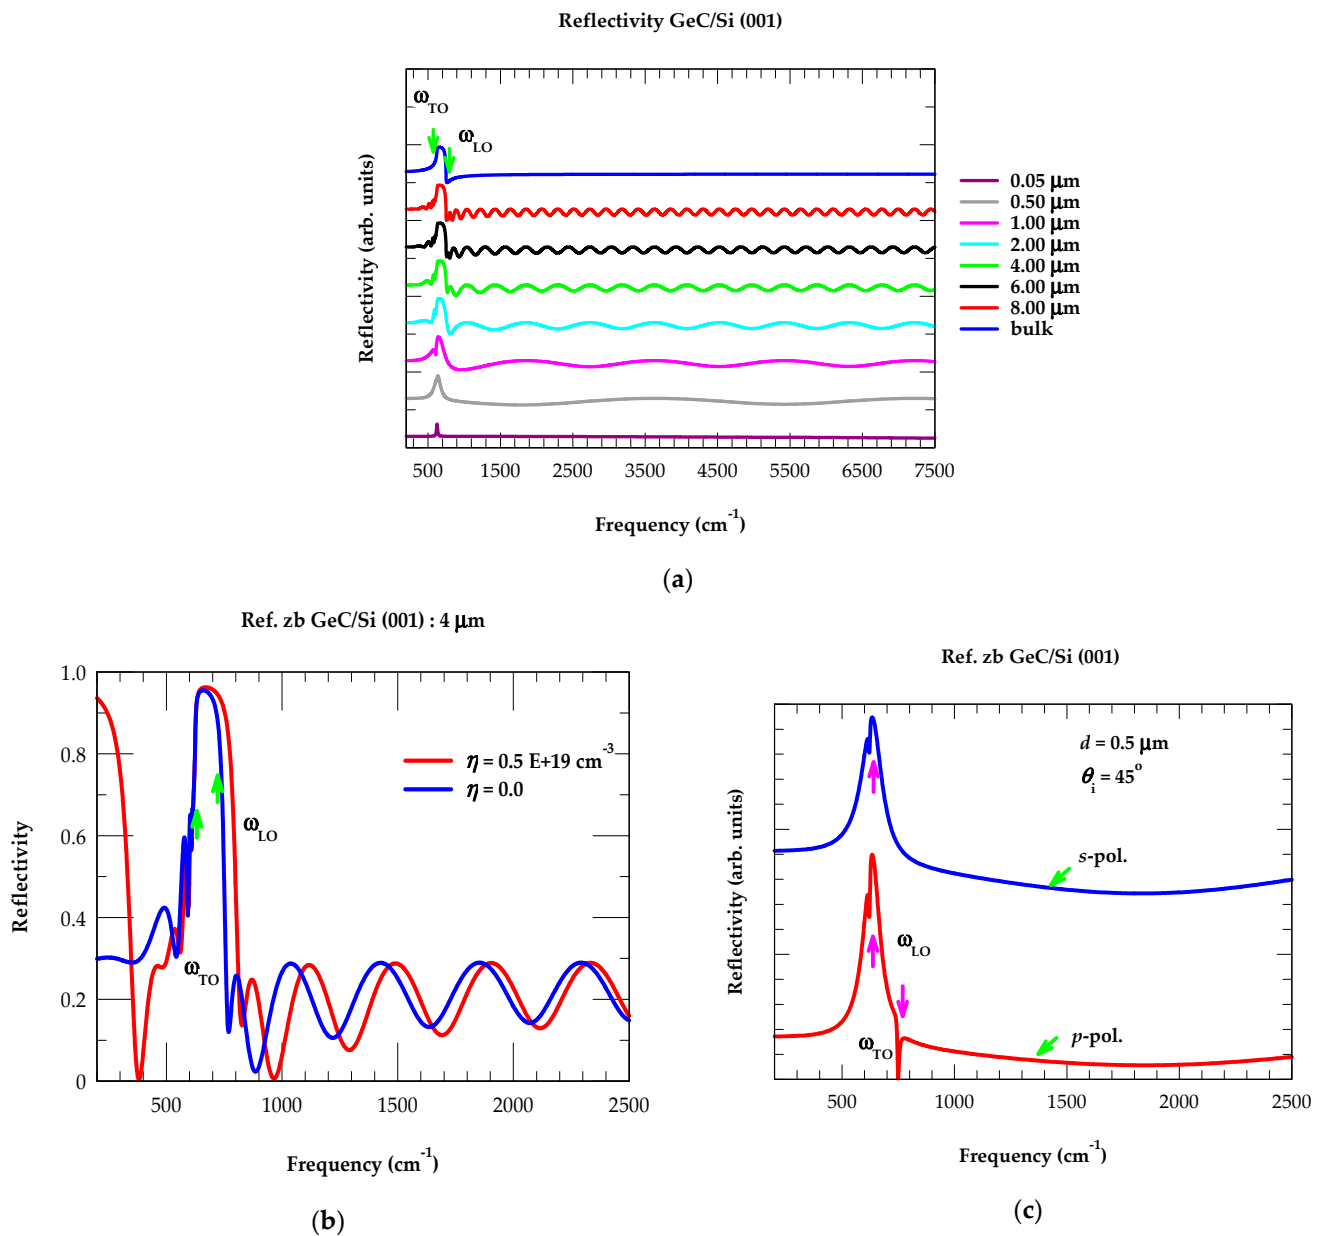 Reflectivity GeC/Si (001)
ω_TO
ω_LO
Reflectivity (arb. units)
0.05 μm
0.50 μm
1.00 μm
2.00 μm
4.00 μm
6.00 μm
8.00 μm
bulk
500 1500 2500 3500 4500 5500 6500 7500
Frequency (cm⁻¹)
(a)
Ref. zb GeC/Si (001) : 4 μm
1.0
0.8
0.6
0.4
0.2
0
Reflectivity
η = 0.5 E+19 cm⁻³
η = 0.0
ω_LO
ω_TO
500 1000 1500 2000 2500
Frequency (cm⁻¹)
(b)
Ref. zb GeC/Si (001)
d = 0.5 μm
θ_i = 45°
Reflectivity (arb. units)
s-pol.
ω_LO
ω_TO
p-pol.
500 1000 1500 2000 2500
Frequency (cm⁻¹)
(c)